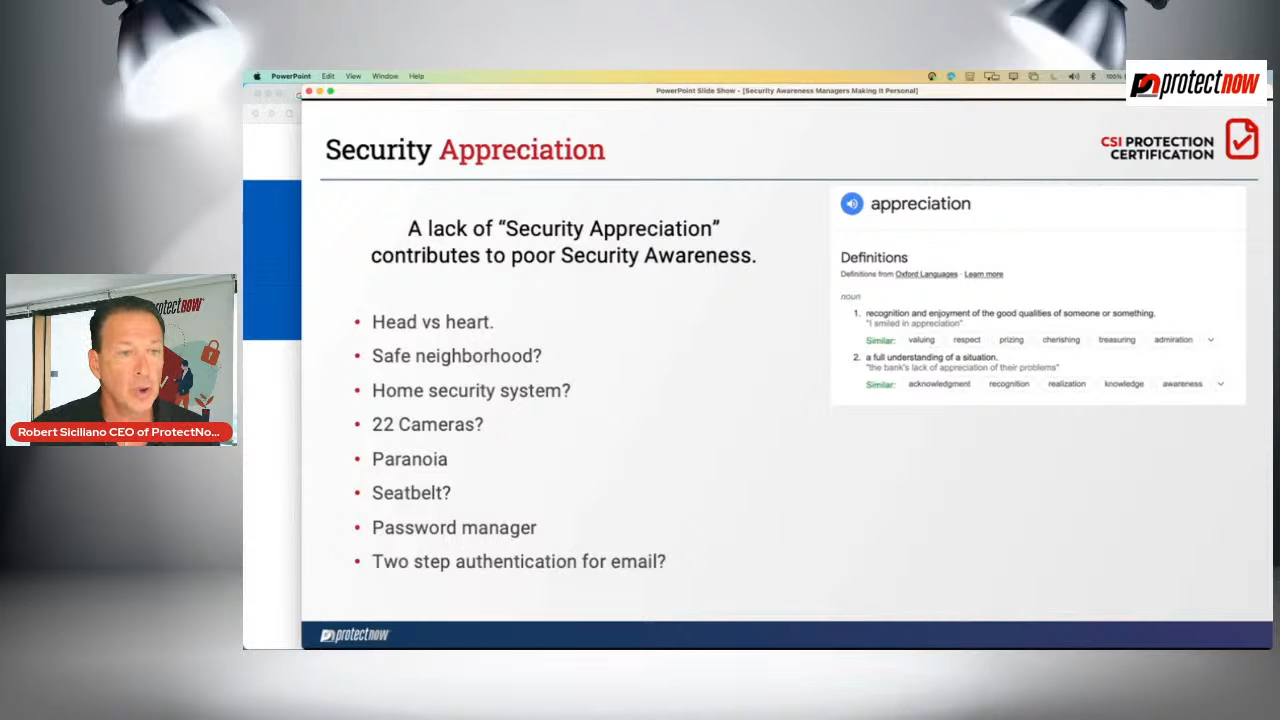 PowerPoint Edit View Window Help
100%
protectnow
PowerPoint Slide Show - [Security Awareness Managers Making It Personal]
Security Appreciation
CSI PROTECTION
CERTIFICATION
A lack of “Security Appreciation”
contributes to poor Security Awareness.
• Head vs heart.
• Safe neighborhood?
• Home security system?
• 22 Cameras?
• Paranoia
• Seatbelt?
• Password manager
• Two step authentication for email?
appreciation
Definitions
Definitions from Oxford Languages · Learn more
noun
1. recognition and enjoyment of the good qualities of someone or something.
"I smiled in appreciation"
Similar: valuing respect prizing cherishing treasuring admiration
2. a full understanding of a situation.
"the bank's lack of appreciation of their problems"
Similar: acknowledgment recognition realization knowledge awareness
Robert Siciliano CEO of ProtectNo...
protectnow